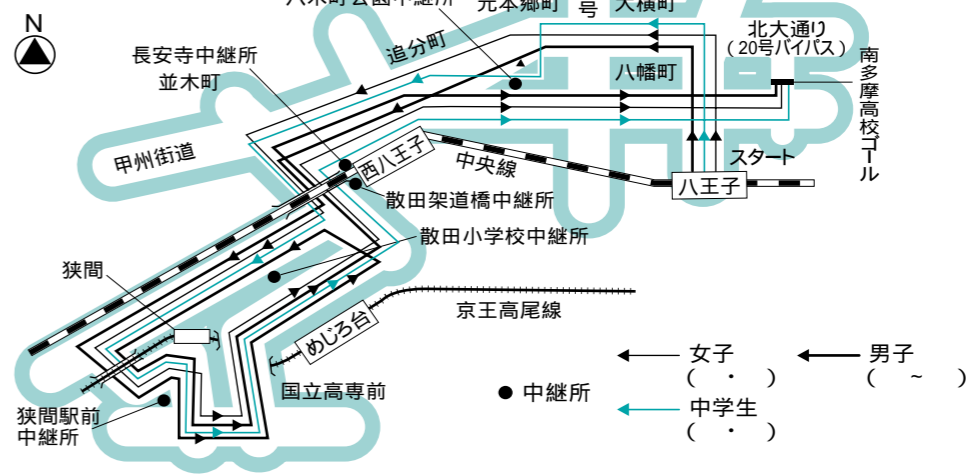 八木町公園中継所
元本郷町
号
大横町
N
北大通り
(20号バイパス)
追分町
長安寺中継所
並木町
八幡町
南多摩高校ゴール
甲州街道
西八王子
中央線
スタート
八王子
散田架道橋中継所
散田小学校中継所
狭間
京王高尾線
めじろ台
女子
( ・ )
男子
( ~ )
国立高専前
中継所
中学生
( ・ )
狭間駅前
中継所